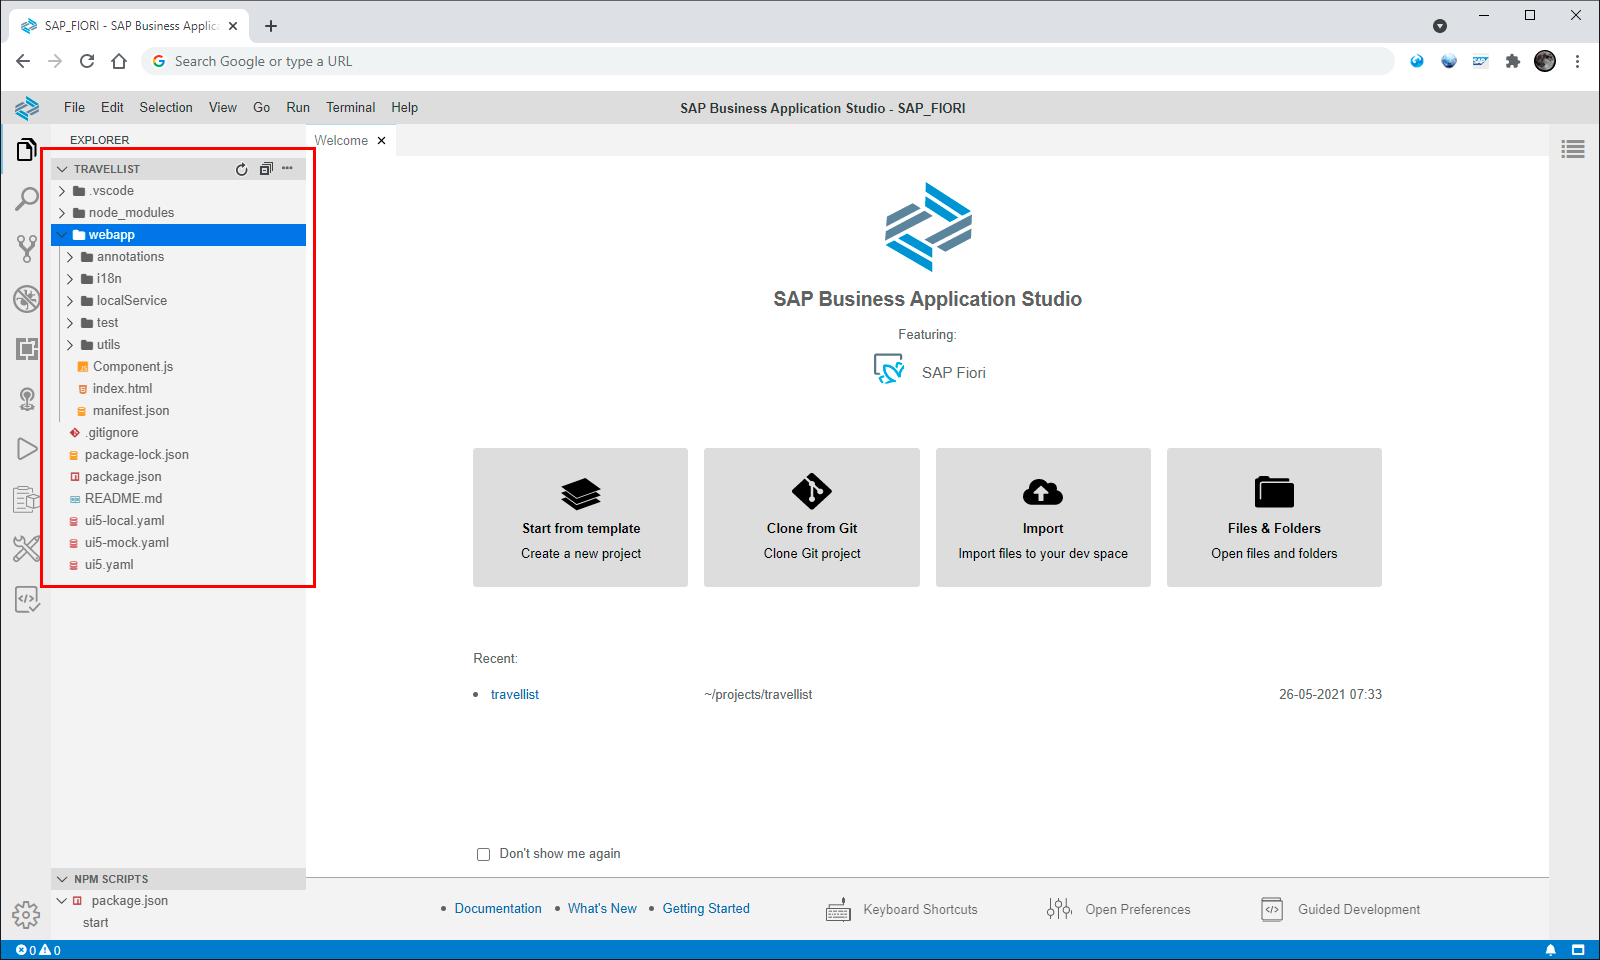 SAP_FIORI - SAP Business Applic
Search Google or type a URL
SAP
File Edit Selection View Go Run Terminal Help
SAP Business Application Studio - SAP_FIORI
EXPLORER
Welcome
TRAVELLIST
.vscode
node_modules
webapp
annotations
i18n
localService
test
utils
Component.js
index.html
manifest.json
.gitignore
package-lock.json
package.json
README.md
ui5-local.yaml
ui5-mock.yaml
ui5.yaml
SAP Business Application Studio
Featuring:
SAP Fiori
Start from template
Create a new project
Clone from Git
Clone Git project
Import
Import files to your dev space
Files & Folders
Open files and folders
Recent:
travellist ~/projects/travellist 26-05-2021 07:33
Don't show me again
NPM SCRIPTS
package.json
start
Documentation What's New Getting Started
Keyboard Shortcuts Open Preferences Guided Development
0 0